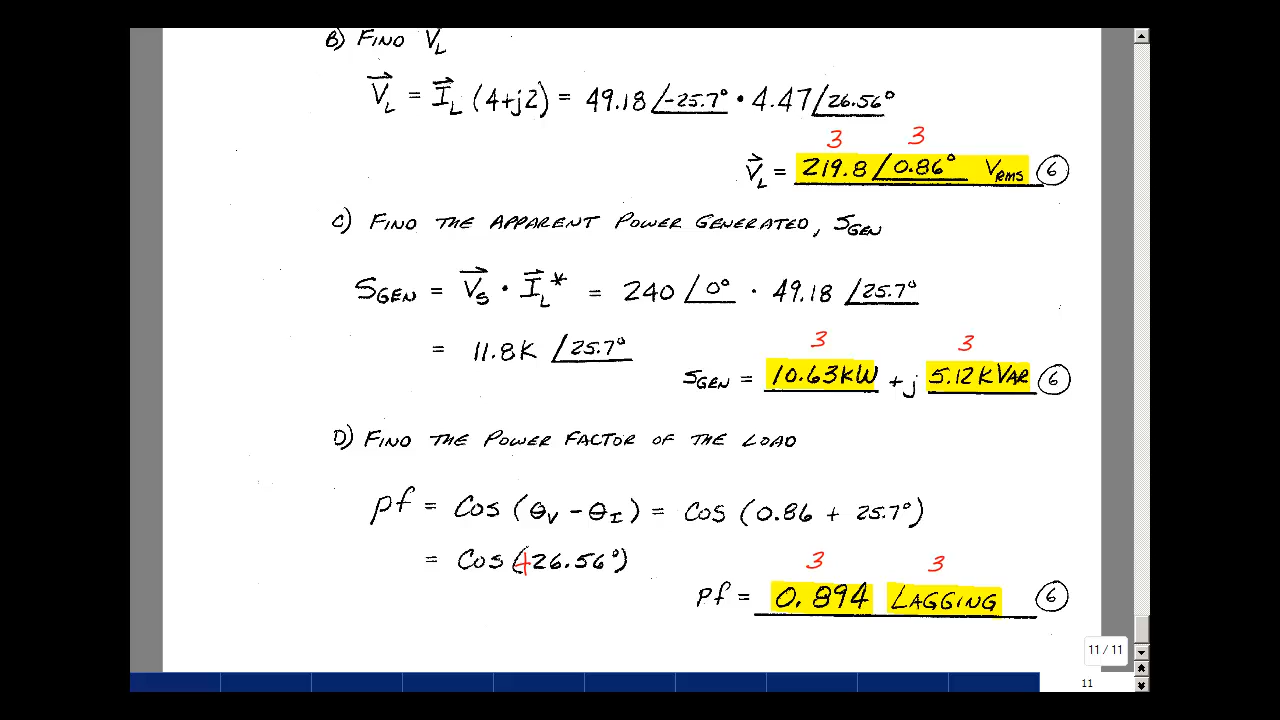 B) FIND V_L
V_L = I_L (4+j2) = 49.18 /-25.7° • 4.47 /26.56°
3 3
V_L = 219.8 /0.86° V_RMS 6
C) FIND THE APPARENT POWER GENERATED, S_GEN
S_GEN = V_S • I_L* = 240 /0° • 49.18 /25.7°
3 3
= 11.8K /25.7°
S_GEN = 10.63KW + j 5.12KVAR 6
D) FIND THE POWER FACTOR OF THE LOAD
pf = COS (θ_V - θ_I) = COS (0.86 + 25.7°)
= COS (+26.56°)
3 3
pf = 0.894 LAGGING 6
11 / 11
11